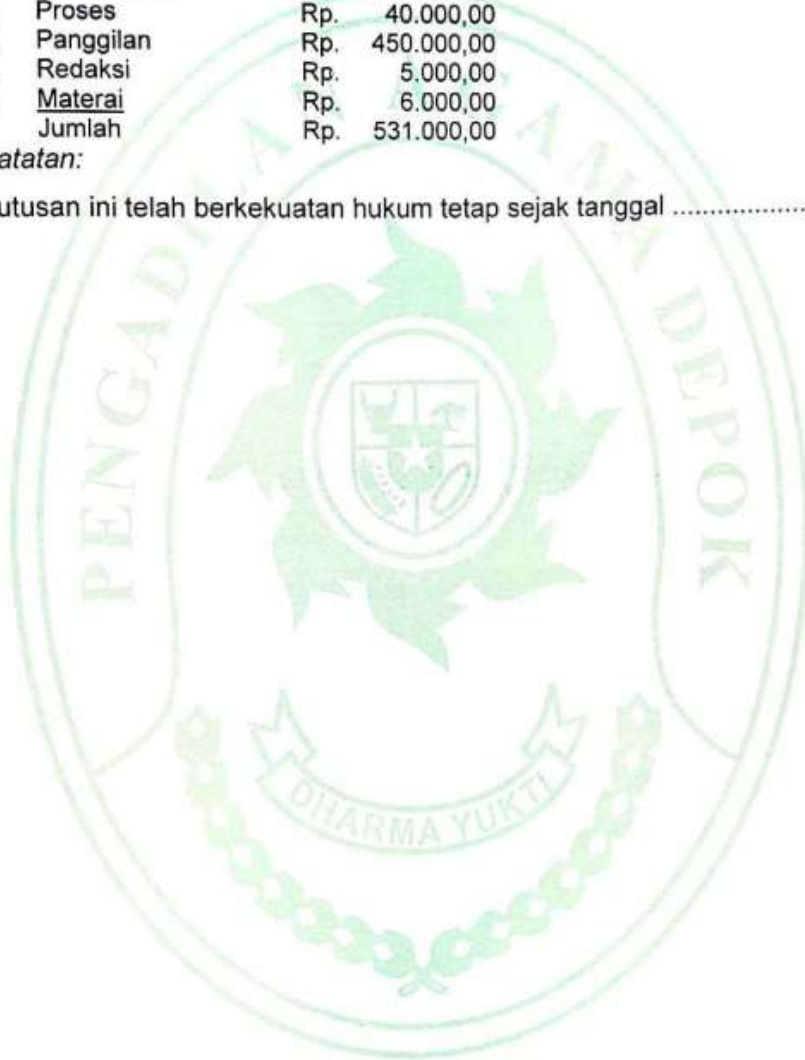 Proses Rp. 40.000,00
Panggilan Rp. 450.000,00
Redaksi Rp. 5.000,00
Materai Rp. 6.000,00
Jumlah Rp. 531.000,00
atatan:
utusan ini telah berkekuatan hukum tetap sejak tanggal ...................
PENGADILAN AGAMA DEPOK
DHARMA YUKTI